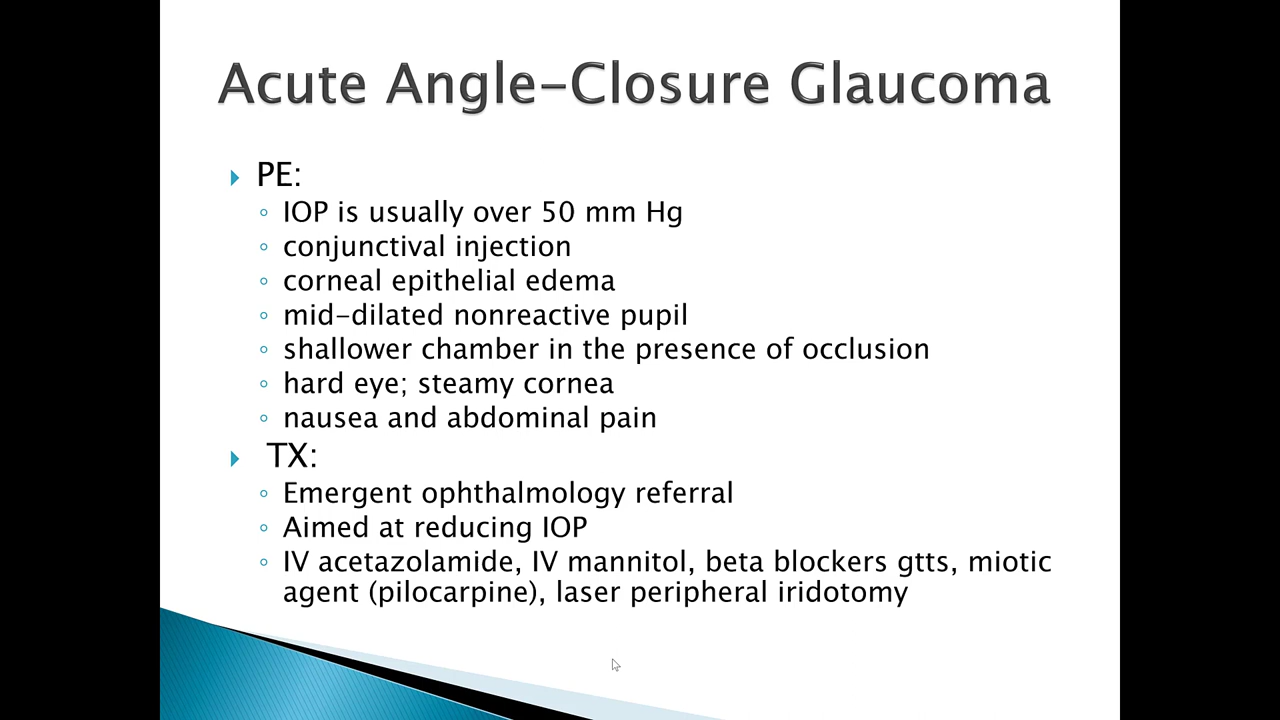 Acute Angle-Closure Glaucoma
PE:
IOP is usually over 50 mm Hg
conjunctival injection
corneal epithelial edema
mid-dilated nonreactive pupil
shallower chamber in the presence of occlusion
hard eye; steamy cornea
nausea and abdominal pain
TX:
Emergent ophthalmology referral
Aimed at reducing IOP
IV acetazolamide, IV mannitol, beta blockers gtts, miotic
agent (pilocarpine), laser peripheral iridotomy